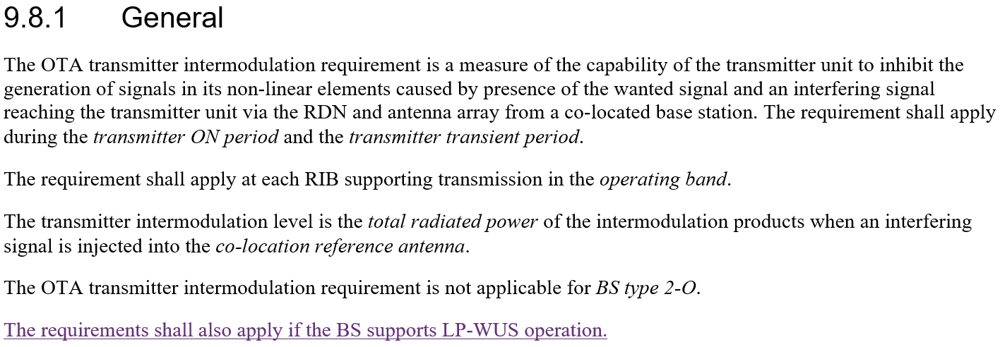 9.8.1 General
The OTA transmitter intermodulation requirement is a measure of the capability of the transmitter unit to inhibit the
generation of signals in its non-linear elements caused by presence of the wanted signal and an interfering signal
reaching the transmitter unit via the RDN and antenna array from a co-located base station. The requirement shall apply
during the transmitter ON period and the transmitter transient period.
The requirement shall apply at each RIB supporting transmission in the operating band.
The transmitter intermodulation level is the total radiated power of the intermodulation products when an interfering
signal is injected into the co-location reference antenna.
The OTA transmitter intermodulation requirement is not applicable for BS type 2-O.
The requirements shall also apply if the BS supports LP-WUS operation.